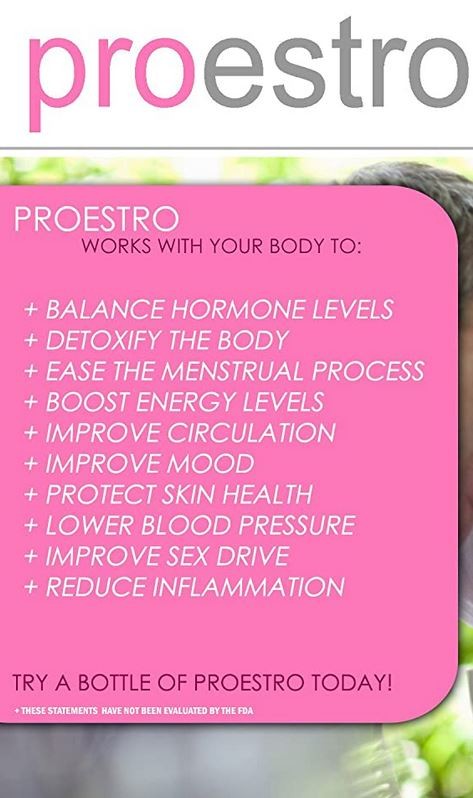 proestro
PROESTRO
WORKS WITH YOUR BODY TO:
+ BALANCE HORMONE LEVELS
+ DETOXIFY THE BODY
+ EASE THE MENSTRUAL PROCESS
+ BOOST ENERGY LEVELS
+ IMPROVE CIRCULATION
+ IMPROVE MOOD
+ PROTECT SKIN HEALTH
+ LOWER BLOOD PRESSURE
+ IMPROVE SEX DRIVE
+ REDUCE INFLAMMATION
TRY A BOTTLE OF PROESTRO TODAY!
+ THESE STATEMENTS HAVE NOT BEEN EVALUATED BY THE FDA